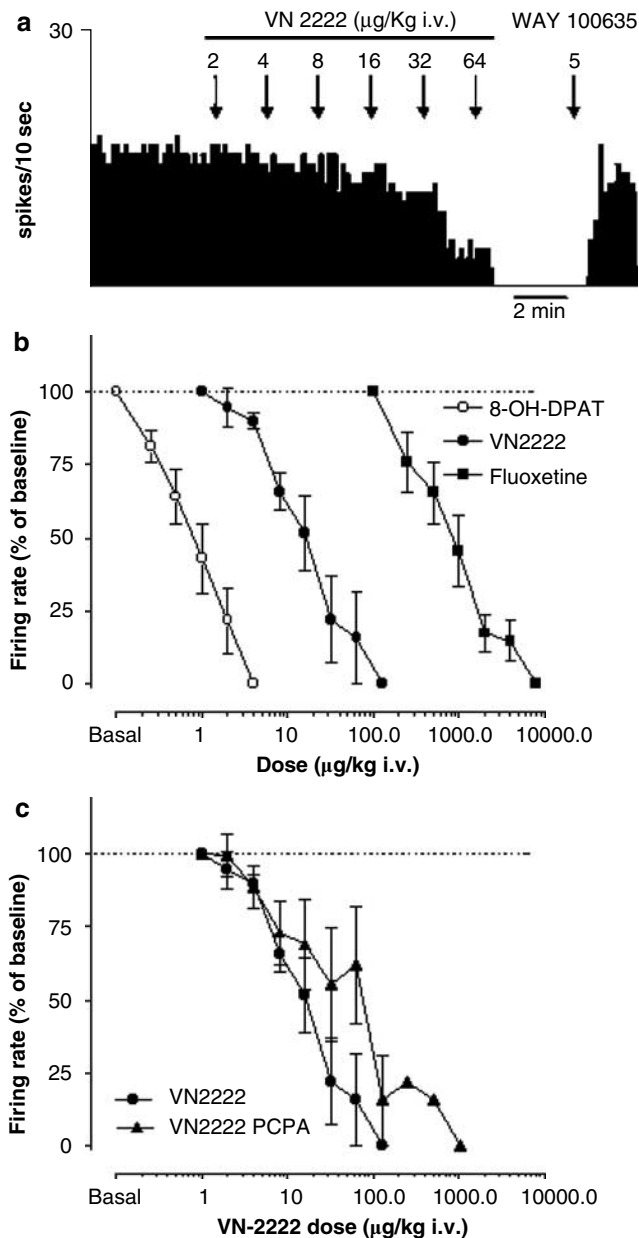 a
VN 2222 (μg/Kg i.v.)
WAY 100635
30
2 4 8 16 32 64 5
spikes/10 sec
2 min
b
100
75
50
25
0
Firing rate (% of baseline)
8-OH-DPAT
VN2222
Fluoxetine
Basal 1 10 100.0 1000.0 10000.0
Dose (μg/kg i.v.)
c
100
75
50
25
0
Firing rate (% of baseline)
VN2222
VN2222 PCPA
Basal 1 10 100.0 1000.0 10000.0
VN-2222 dose (μg/kg i.v.)